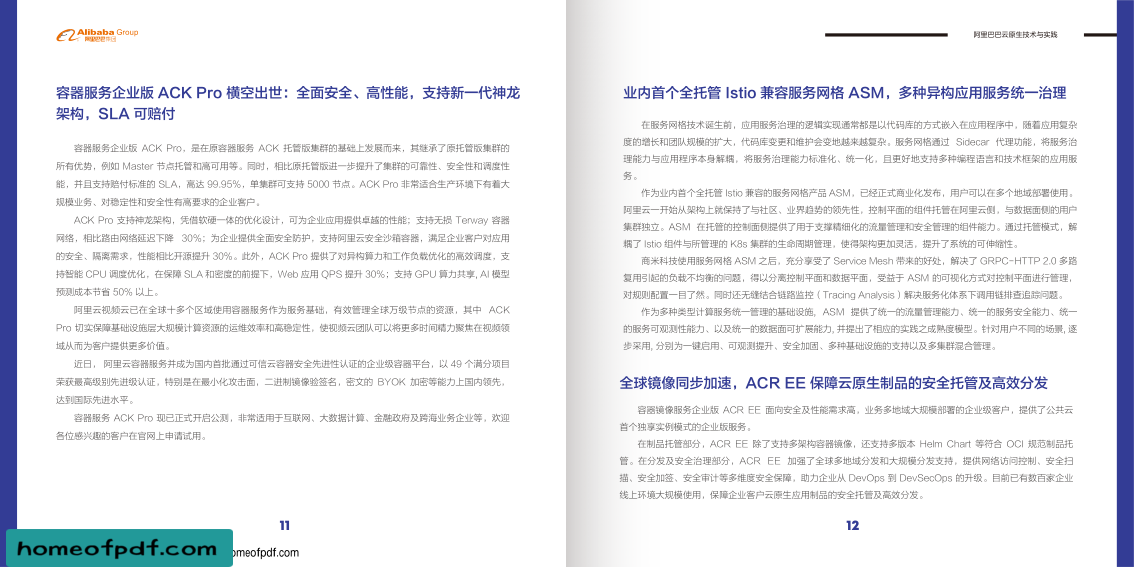 Alibaba Group
阿里巴巴集团
容器服务企业版 ACK Pro 横空出世：全面安全、高性能，支持新一代神龙
架构，SLA 可赔付
容器服务企业版 ACK Pro，是在原容器服务 ACK 托管版集群的基础上发展而来，其继承了原托管版集群的
所有优势，例如 Master 节点托管和高可用等。同时，相比原托管版进一步提升了集群的可靠性、安全性和调度性
能，并且支持赔付标准的 SLA，高达 99.95%，单集群可支持 5000 节点。ACK Pro 非常适合生产环境下有着大
规模业务、对稳定性和安全性有高要求的企业客户。
ACK Pro 支持神龙架构，凭借软硬一体的优化设计，可为企业应用提供卓越的性能；支持无损 Terway 容器
网络，相比路由网络延迟下降 30%；为企业提供全面安全防护，支持阿里云安全沙箱容器，满足企业客户对应用
的安全、隔离需求，性能相比开源提升 30%。此外，ACK Pro 提供了对异构算力和工作负载优化的高效调度，支
持智能 CPU 调度优化，在保障 SLA 和密度的前提下，Web 应用 QPS 提升 30%；支持 GPU 算力共享, AI 模型
预测成本节省 50% 以上。
阿里云视频云已在全球十多个区域使用容器服务作为服务基础，有效管理全球万级节点的资源，其中 ACK
Pro 切实保障基础设施层大规模计算资源的运维效率和高稳定性，使视频云团队可以将更多时间精力聚焦在视频领
域从而为客户提供更多价值。
近日， 阿里云容器服务并成为国内首批通过可信云容器安全先进性认证的企业级容器平台，以 49 个满分项目
荣获最高级别先进级认证，特别是在最小化攻击面，二进制镜像验签名，密文的 BYOK 加密等能力上国内领先，
达到国际先进水平。
容器服务 ACK Pro 现已正式开启公测，非常适用于互联网、大数据计算、金融政府及跨海业务企业等，欢迎
各位感兴趣的客户在官网上申请试用。
11
homeofpdf.com
omeofpdf.com
阿里巴巴云原生技术与实践
业内首个全托管 Istio 兼容服务网格 ASM，多种异构应用服务统一治理
在服务网格技术诞生前，应用服务治理的逻辑实现通常都是以代码库的方式嵌入在应用程序中，随着应用复杂
度的增长和团队规模的扩大，代码库变更和维护会变地越来越复杂。服务网格通过 Sidecar 代理功能，将服务治
理能力与应用程序本身解耦，将服务治理能力标准化、统一化，且更好地支持多种编程语言和技术框架的应用服
务。
作为业内首个全托管 Istio 兼容的服务网格产品 ASM，已经正式商业化发布，用户可以在多个地域部署使用。
阿里云一开始从架构上就保持了与社区、业界趋势的领先性，控制平面的组件托管在阿里云侧，与数据面侧的用户
集群独立。ASM 在托管的控制面侧提供了用于支撑精细化的流量管理和安全管理的组件能力。通过托管模式，解
耦了 Istio 组件与所管理的 K8s 集群的生命周期管理，使得架构更加灵活，提升了系统的可伸缩性。
商米科技使用服务网格 ASM 之后，充分享受了 Service Mesh 带来的好处，解决了 GRPC-HTTP 2.0 多路
复用引起的负载不均衡的问题，得以分离控制平面和数据平面，受益于 ASM 的可视化方式对控制平面进行管理，
对规则配置一目了然。同时还无缝结合链路监控（Tracing Analysis）解决服务化体系下调用链排查追踪问题。
作为多种类型计算服务统一管理的基础设施， ASM 提供了统一的流量管理能力、统一的服务安全能力、统一
的服务可观测性能力、以及统一的数据面可扩展能力, 并提出了相应的实践之成熟度模型。针对用户不同的场景, 逐
步采用, 分别为一键启用、可观测提升、安全加固、多种基础设施的支持以及多集群混合管理。
全球镜像同步加速，ACR EE 保障云原生制品的安全托管及高效分发
容器镜像服务企业版 ACR EE 面向安全及性能需求高，业务多地域大规模部署的企业级客户，提供了公共云
首个独享实例模式的企业版服务。
在制品托管部分，ACR EE 除了支持多架构容器镜像，还支持多版本 Helm Chart 等符合 OCI 规范制品托
管。在分发及安全治理部分，ACR EE 加强了全球多地域分发和大规模分发支持，提供网络访问控制、安全扫
描、安全加签、安全审计等多维度安全保障，助力企业从 DevOps 到 DevSecOps 的升级。目前已有数百家企业
线上环境大规模使用，保障企业客户云原生应用制品的安全托管及高效分发。
12